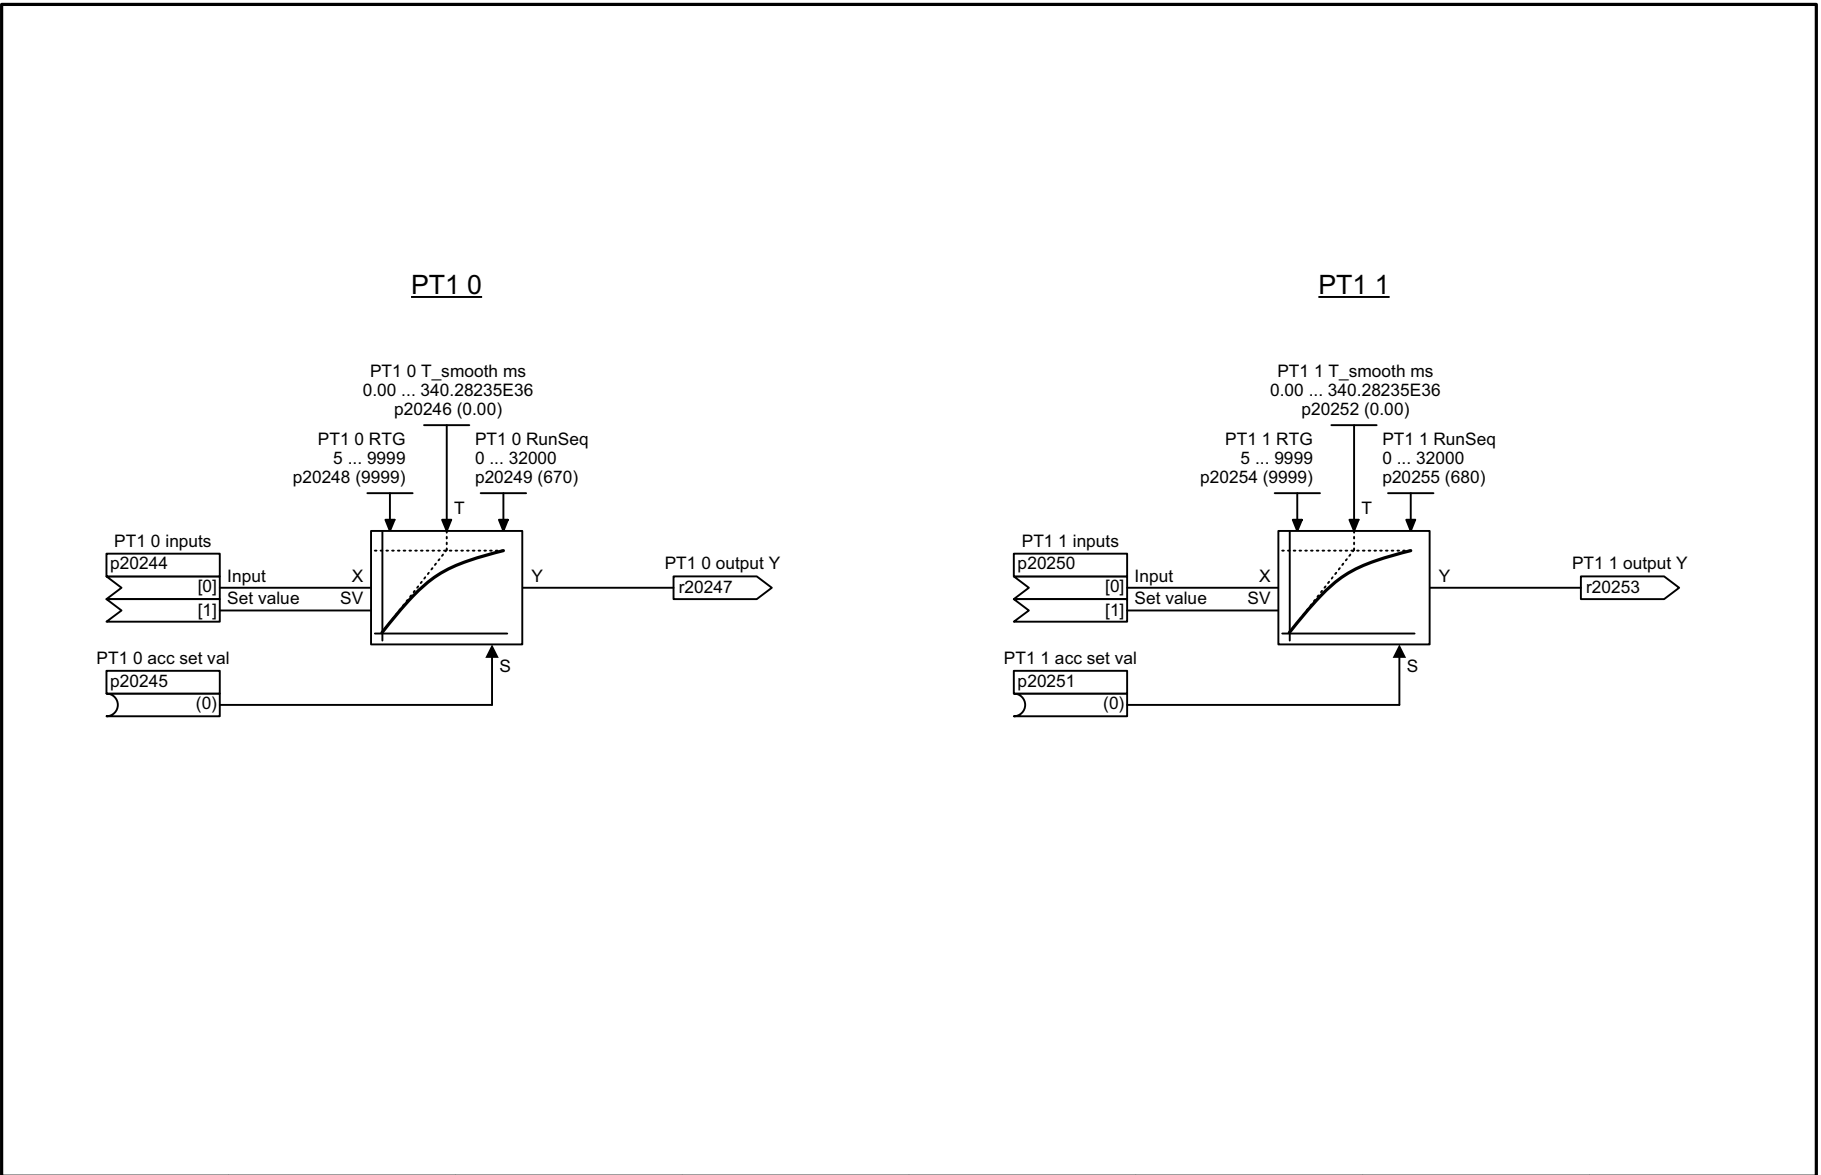 PT1 0
PT1 0 T_smooth ms
0.00 ... 340.28235E36
p20246 (0.00)
PT1 0 RTG
5 ... 9999
p20248 (9999)
PT1 0 RunSeq
0 ... 32000
p20249 (670)
T
PT1 0 inputs
p20244
[0]
Input
X
[1]
Set value
SV
Y
PT1 0 output Y
r20247
PT1 0 acc set val
p20245
(0)
S
PT1 1
PT1 1 T_smooth ms
0.00 ... 340.28235E36
p20252 (0.00)
PT1 1 RTG
5 ... 9999
p20254 (9999)
PT1 1 RunSeq
0 ... 32000
p20255 (680)
T
PT1 1 inputs
p20250
[0]
Input
X
[1]
Set value
SV
Y
PT1 1 output Y
r20253
PT1 1 acc set val
p20251
(0)
S